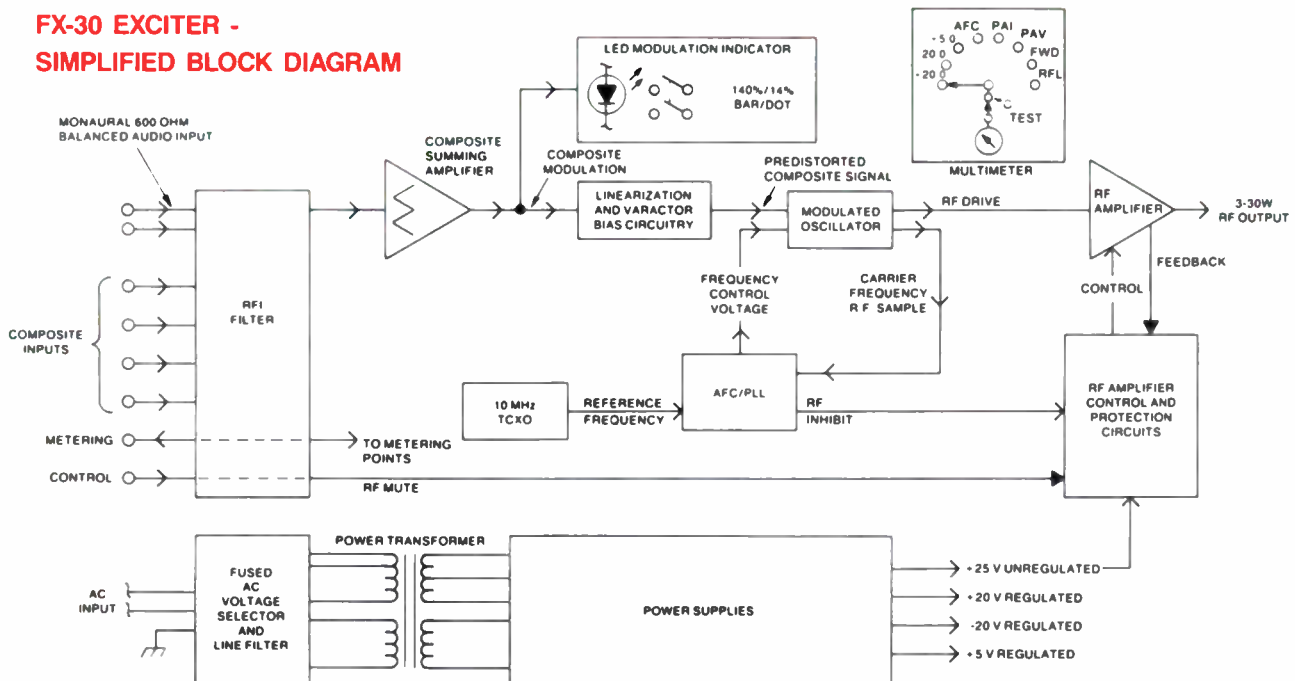 FX-30 EXCITER -
SIMPLIFIED BLOCK DIAGRAM
LED MODULATION INDICATOR
140%/14%
BAR/DOT
-50
200
-200
AFC
PAI
PAV
FWD
RFL
TEST
MULTIMETER
MONAURAL 600 OHM
BALANCED AUDIO INPUT
COMPOSITE
SUMMING
AMPLIFIER
COMPOSITE
MODULATION
PREDISTORTED
COMPOSITE SIGNAL
LINEARIZATION
AND VARACTOR
BIAS CIRCUITRY
MODULATED
OSCILLATOR
RF DRIVE
RF
AMPLIFIER
3-30W
RF OUTPUT
FEEDBACK
CONTROL
FREQUENCY
CONTROL
VOLTAGE
CARRIER
FREQUENCY
RF SAMPLE
RFI
FILTER
COMPOSITE
INPUTS
10 MHz
TCXO
REFERENCE
FREQUENCY
AFC/PLL
RF
INHIBIT
RF AMPLIFIER
CONTROL AND
PROTECTION
CIRCUITS
METERING
TO METERING
POINTS
CONTROL
RF MUTE
POWER TRANSFORMER
AC
INPUT
FUSED
AC
VOLTAGE
SELECTOR
AND
LINE FILTER
POWER SUPPLIES
+25 V UNREGULATED
+20 V REGULATED
-20 V REGULATED
+5 V REGULATED